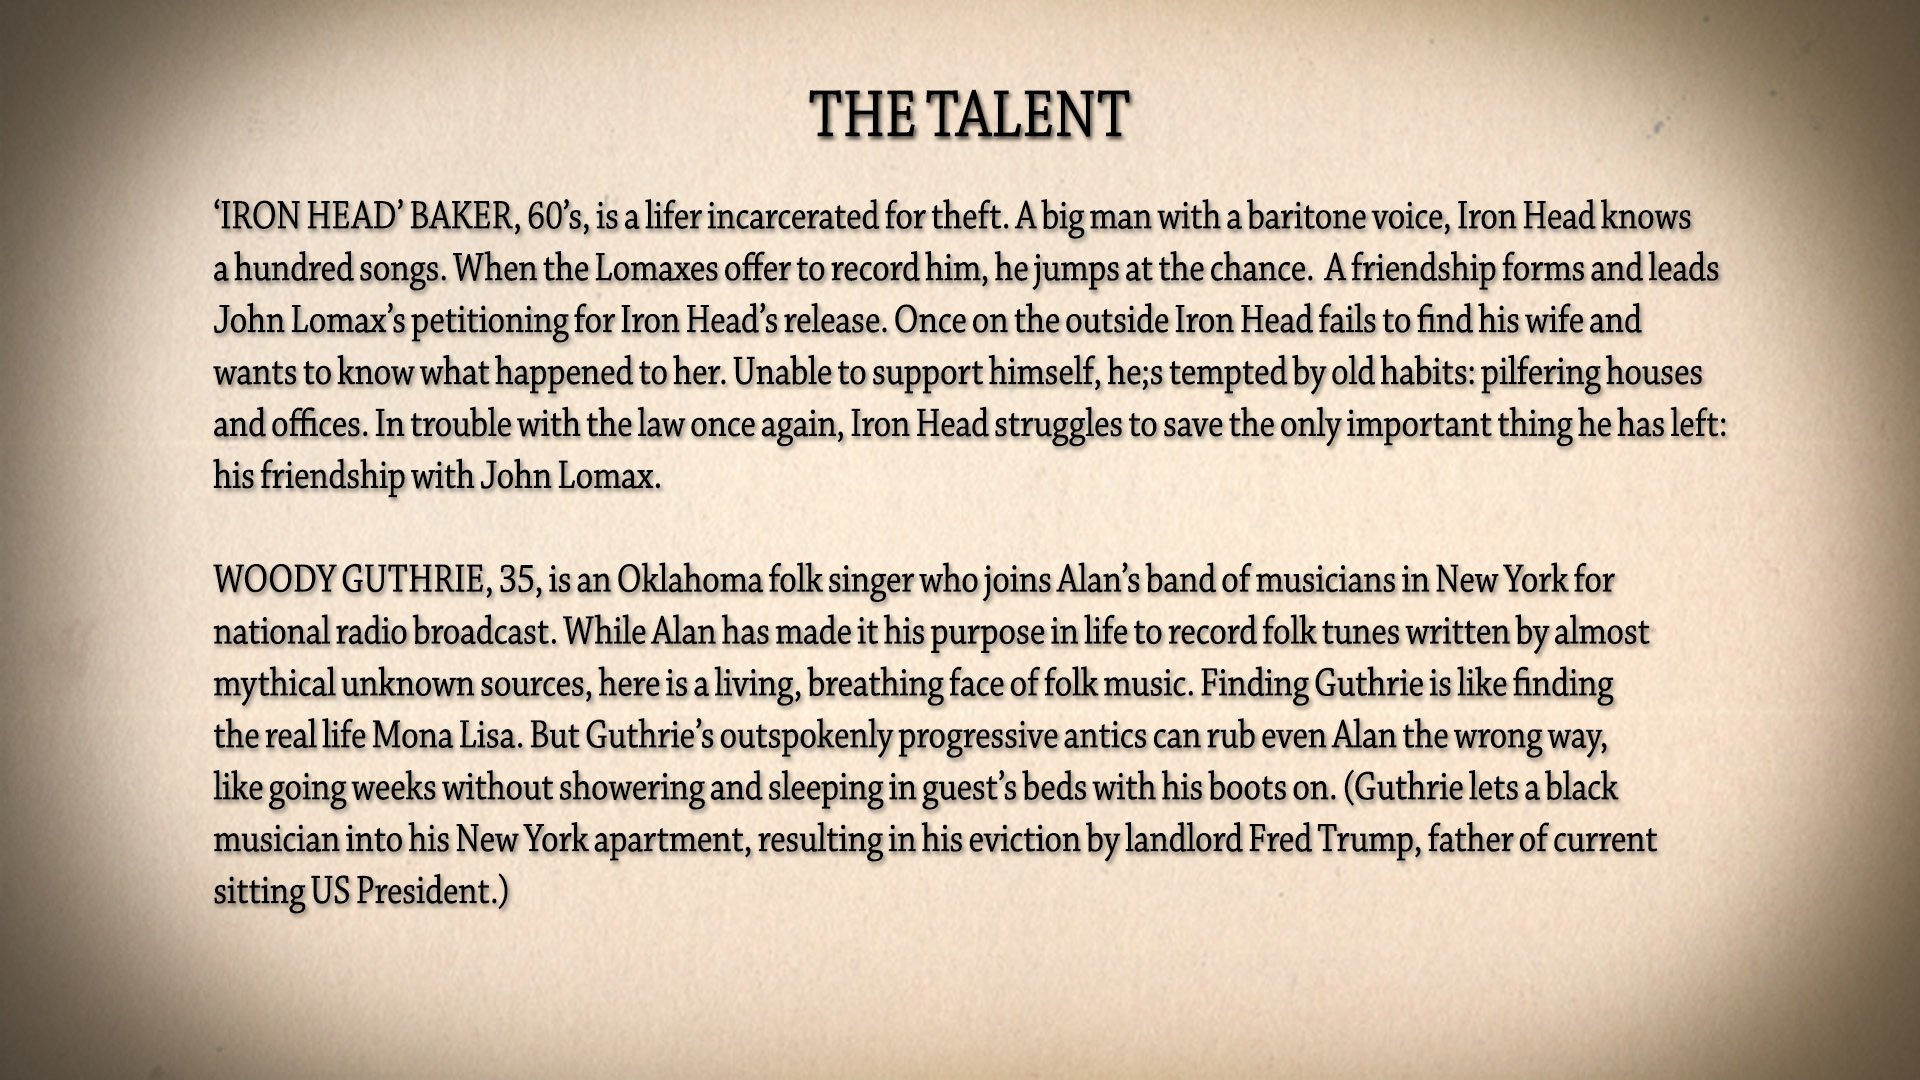 THE TALENT
‘IRON HEAD’ BAKER, 60’s, is a lifer incarcerated for theft. A big man with a baritone voice, Iron Head knows
a hundred songs. When the Lomaxes offer to record him, he jumps at the chance.  A friendship forms and leads
John Lomax’s petitioning for Iron Head’s release. Once on the outside Iron Head fails to find his wife and
wants to know what happened to her. Unable to support himself, he;s tempted by old habits: pilfering houses
and offices. In trouble with the law once again, Iron Head struggles to save the only important thing he has left:
his friendship with John Lomax.
WOODY GUTHRIE, 35, is an Oklahoma folk singer who joins Alan’s band of musicians in New York for
national radio broadcast. While Alan has made it his purpose in life to record folk tunes written by almost
mythical unknown sources, here is a living, breathing face of folk music. Finding Guthrie is like finding
the real life Mona Lisa. But Guthrie’s outspokenly progressive antics can rub even Alan the wrong way,
like going weeks without showering and sleeping in guest’s beds with his boots on. (Guthrie lets a black
musician into his New York apartment, resulting in his eviction by landlord Fred Trump, father of current
sitting US President.)